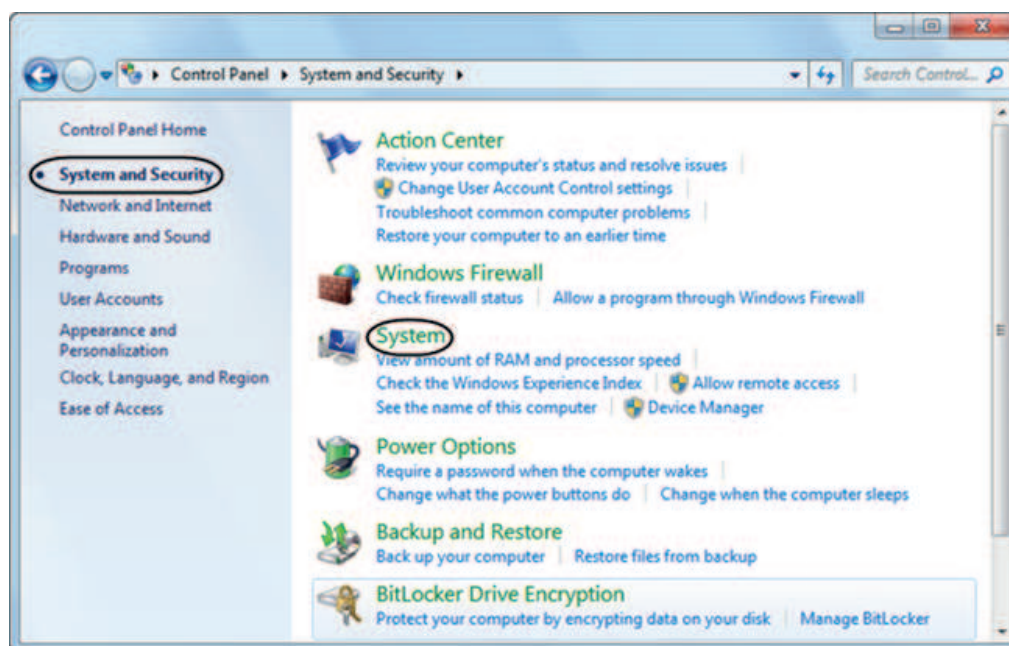 Control Panel System and Security
Search Control...
Control Panel Home
System and Security
Network and Internet
Hardware and Sound
Programs
User Accounts
Appearance and
Personalization
Clock, Language, and Region
Ease of Access
Action Center
Review your computer's status and resolve issues
Change User Account Control settings
Troubleshoot common computer problems
Restore your computer to an earlier time
Windows Firewall
Check firewall status Allow a program through Windows Firewall
System
View amount of RAM and processor speed
Check the Windows Experience Index Allow remote access
See the name of this computer Device Manager
Power Options
Require a password when the computer wakes
Change what the power buttons do Change when the computer sleeps
Backup and Restore
Back up your computer Restore files from backup
BitLocker Drive Encryption
Protect your computer by encrypting data on your disk Manage BitLocker